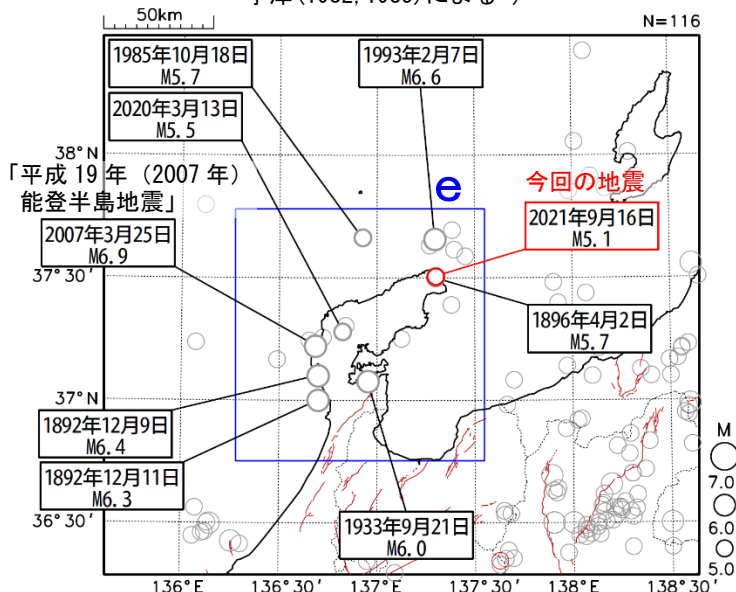 50km
N=116
1985年10月18日
M5.7
1993年2月7日
M6.6
2020年3月13日
M5.5
38°N
「平成19年（2007年）
能登半島地震」
e
今回の地震
2021年9月16日
M5.1
2007年3月25日
M6.9
37°30′
1896年4月2日
M5.7
37°N
1892年12月9日
M6.4
M
7.0
1892年12月11日
M6.3
36°30′
1933年9月21日
M6.0
6.0
5.0
136°E
136°30′
137°E
137°30′
138°E
138°30′